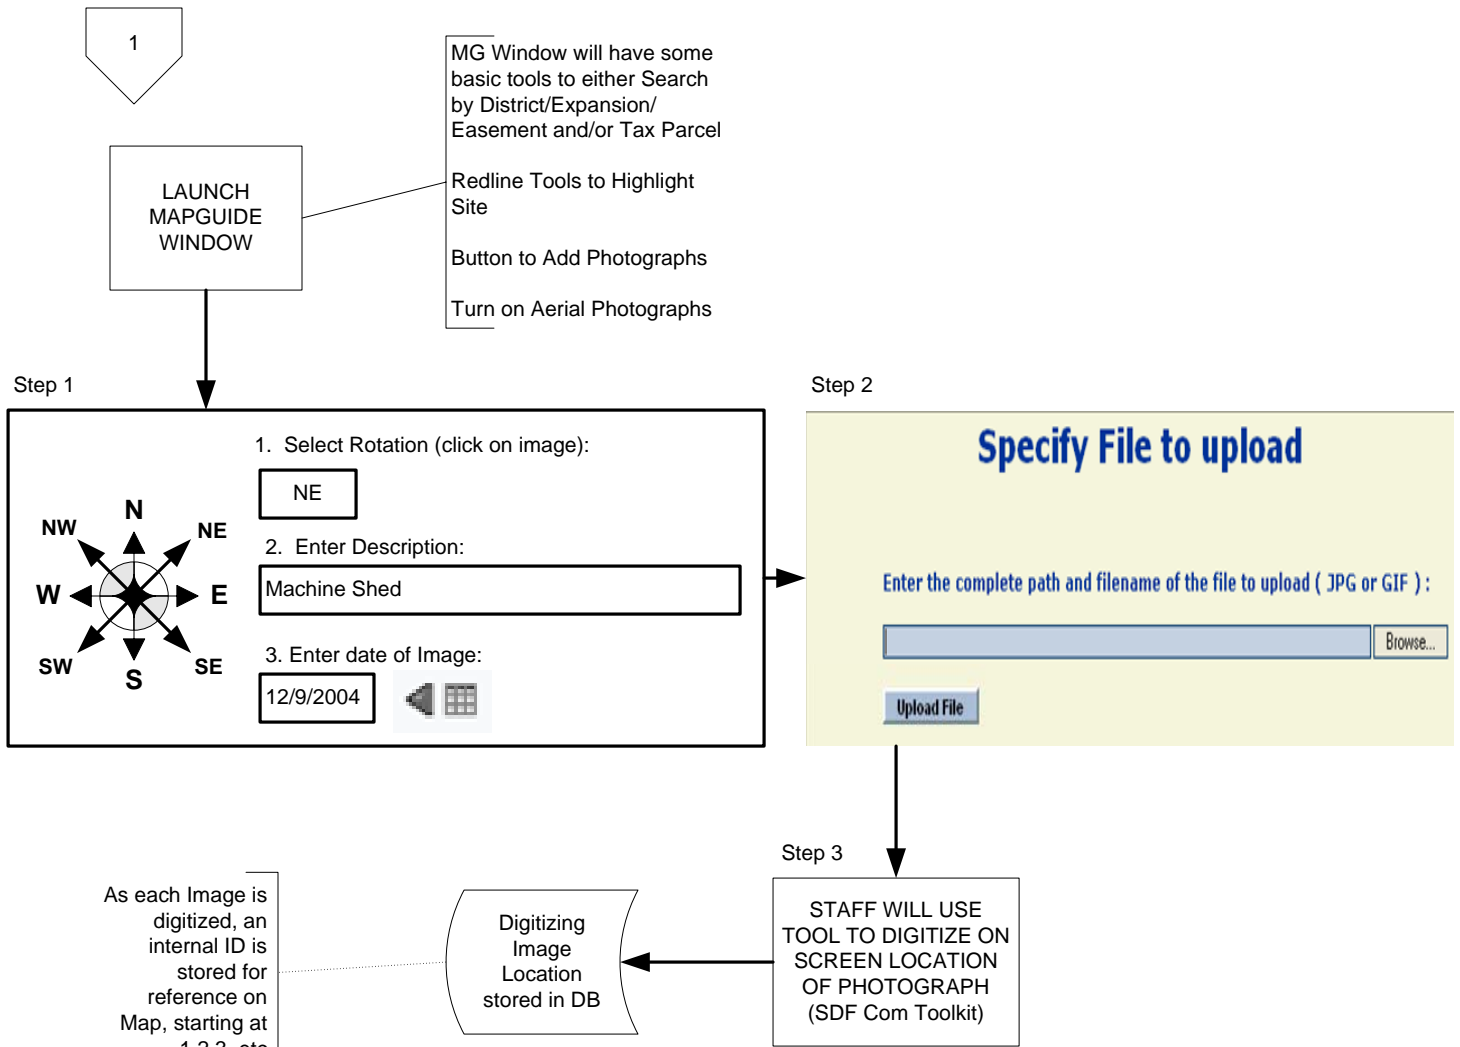 1
MG Window will have some
basic tools to either Search
by District/Expansion/
Easement and/or Tax Parcel
Redline Tools to Highlight
Site
Button to Add Photographs
Turn on Aerial Photographs
LAUNCH
MAPGUIDE
WINDOW
Step 1
1. Select Rotation (click on image):
NE
N
NW
NE
W
E
SW
SE
S
2. Enter Description:
Machine Shed
3. Enter date of Image:
12/9/2004
Step 2
Specify File to upload
Enter the complete path and filename of the file to upload ( JPG or GIF ) :
Browse...
Upload File
Step 3
STAFF WILL USE
TOOL TO DIGITIZE ON
SCREEN LOCATION
OF PHOTOGRAPH
(SDF Com Toolkit)
Digitizing
Image
Location
stored in DB
As each Image is
digitized, an
internal ID is
stored for
reference on
Map, starting at
1,2,3, etc